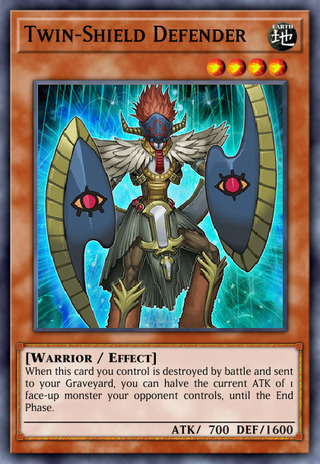 Twin-Shield Defender
EARTH
地
[Warrior / Effect]
When this card you control is destroyed by battle and sent
to your Graveyard, you can halve the current ATK of 1
face-up monster your opponent controls, until the End
Phase.
ATK/ 700 DEF/1600